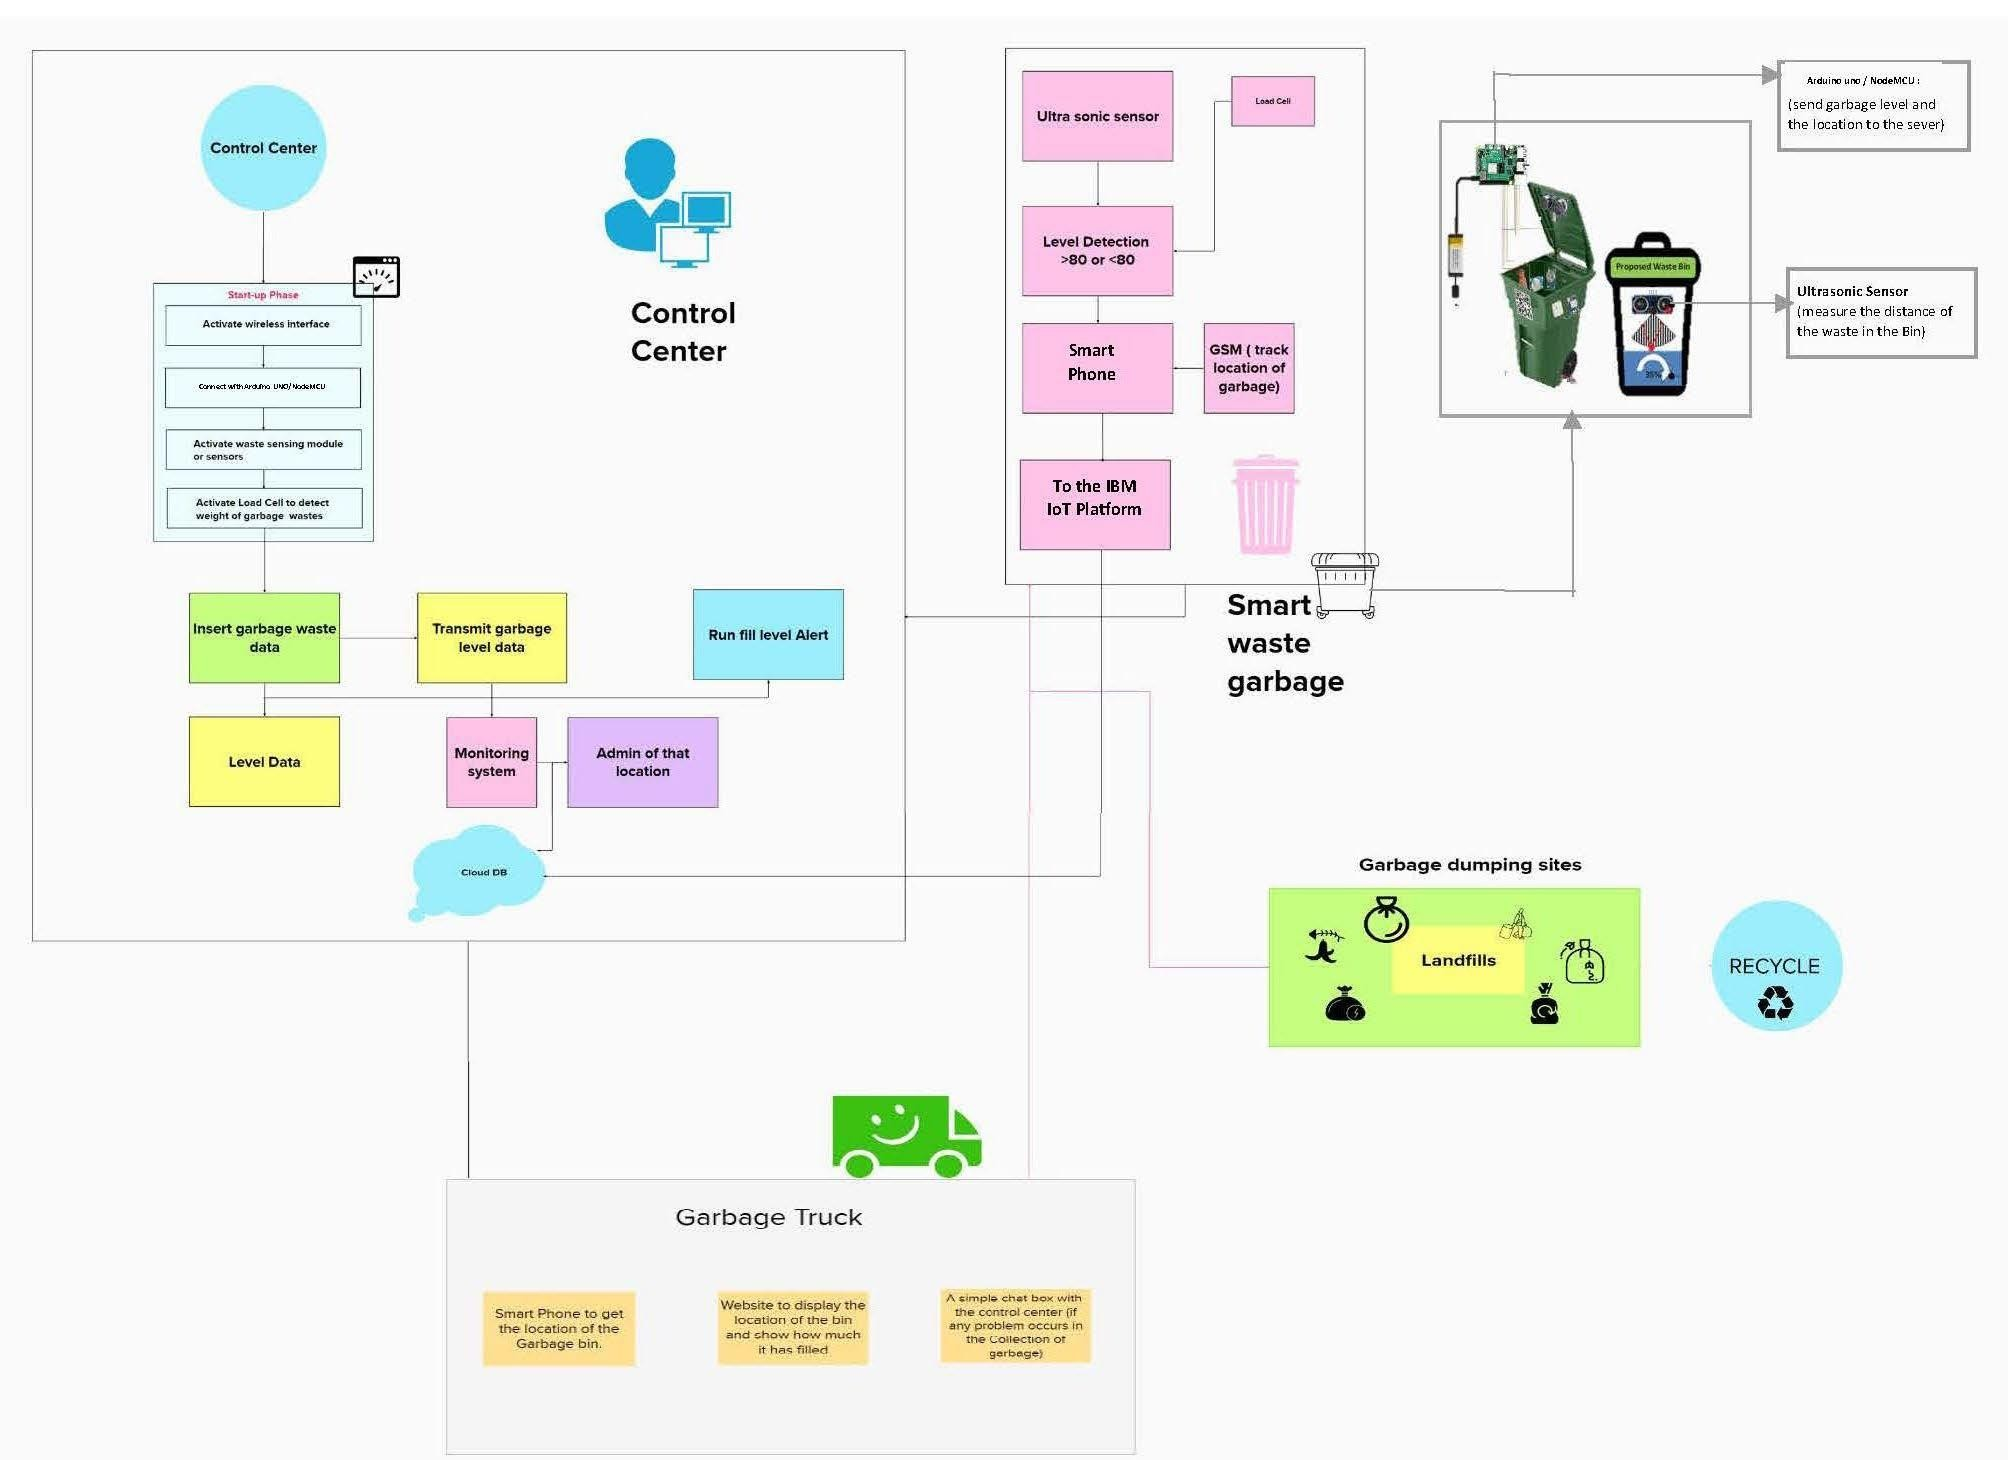 Control Center
Start-up Phase
Activate wireless interface
Connect with Arduino UNO/ NodeMCU
Activate waste sensing module
or sensors
Activate Load Cell to detect
weight of garbage wastes
Control
Center
Insert garbage waste
data
Transmit garbage
level data
Run fill level Alert
Level Data
Monitoring
system
Admin of that
location
Cloud DB
Ultra sonic sensor
Load Cell
Level Detection
>80 or <80
Smart
Phone
GSM ( track
location of
garbage)
To the IBM
IoT Platform
Smart
waste
garbage
Arduino uno / NodeMCU :
(send garbage level and
the location to the sever)
Proposed Waste Bin
35%
Ultrasonic Sensor
(measure the distance of
the waste in the Bin)
Garbage dumping sites
Landfills
RECYCLE
Garbage Truck
Smart Phone to get
the location of the
Garbage bin.
Website to display the
location of the bin
and show how much
it has filled
A simple chat box with
the control center (if
any problem occurs in
the Collection of
garbage)